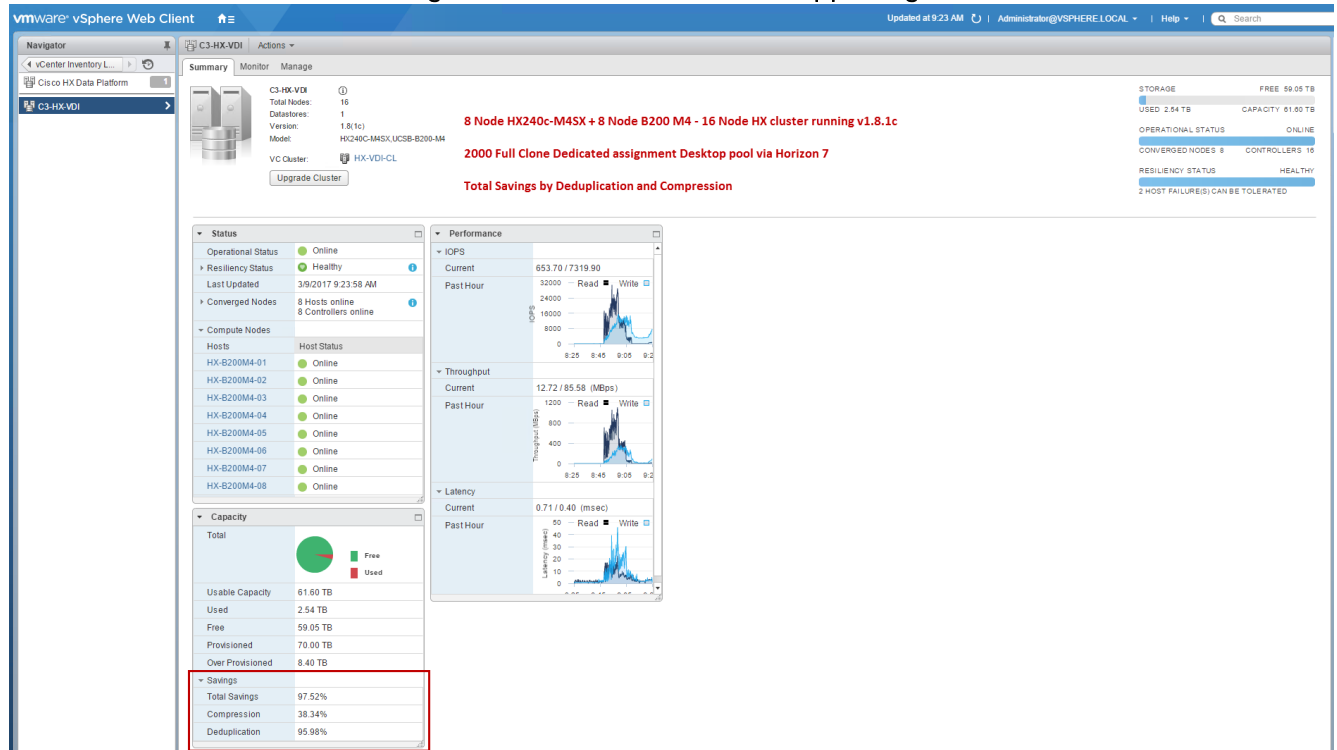 vmware® vSphere Web Client
Updated at 9:23 AM | Administrator@VSPHERE.LOCAL | Help | Search
Navigator
vCenter Inventory L...
Cisco HX Data Platform 1
C3-HX-VDI
C3-HX-VDI Actions
Summary Monitor Manage
C3-HX-VDI
Total Nodes: 16
Datastores: 1
Version: 1.8(1c)
Model: HX240C-M4SX,UCSB-B200-M4
VC Cluster: HX-VDI-CL
Upgrade Cluster
8 Node HX240c-M4SX + 8 Node B200 M4 - 16 Node HX cluster running v1.8.1c
2000 Full Clone Dedicated assignment Desktop pool via Horizon 7
Total Savings by Deduplication and Compression
STORAGE FREE 59.05 TB
USED 2.54 TB CAPACITY 61.60 TB
OPERATIONAL STATUS ONLINE
CONVERGED NODES 8 CONTROLLERS 16
RESILIENCY STATUS HEALTHY
2 HOST FAILURE(S) CAN BE TOLERATED
Status
Operational Status Online
Resiliency Status Healthy
Last Updated 3/9/2017 9:23:58 AM
Converged Nodes 8 Hosts online
8 Controllers online
Compute Nodes
Hosts Host Status
HX-B200M4-01 Online
HX-B200M4-02 Online
HX-B200M4-03 Online
HX-B200M4-04 Online
HX-B200M4-05 Online
HX-B200M4-06 Online
HX-B200M4-07 Online
HX-B200M4-08 Online
Capacity
Total
Free
Used
Usable Capacity 61.60 TB
Used 2.54 TB
Free 59.05 TB
Provisioned 70.00 TB
Over Provisioned 8.40 TB
Savings
Total Savings 97.52%
Compression 38.34%
Deduplication 95.98%
Performance
IOPS
Current 653.70 / 7319.90
Past Hour
Read Write
32000
24000
16000
8000
0
IOPS
8:25 8:45 9:05 9:2
Throughput
Current 12.72 / 85.58 (MBps)
Past Hour
Read Write
1200
800
400
0
Throughput (MBps)
8:25 8:45 9:05 9:2
Latency
Current 0.71 / 0.40 (msec)
Past Hour
Read Write
50
40
30
20
10
0
Latency (msec)